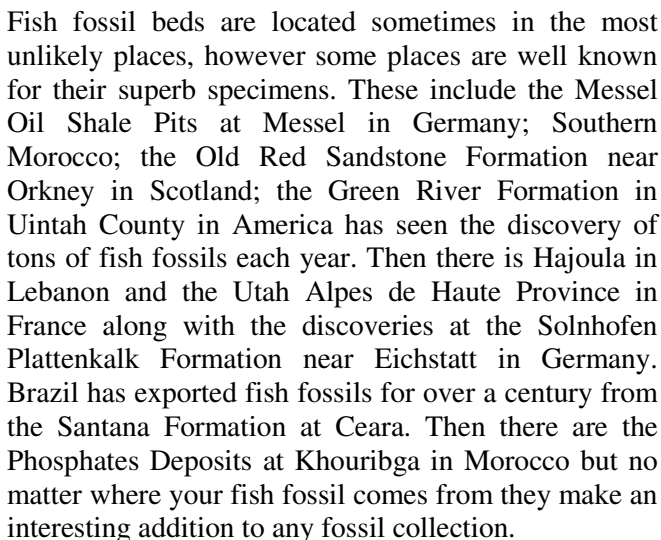 Fish fossil beds are located sometimes in the most
unlikely places, however some places are well known
for their superb specimens. These include the Messel
Oil Shale Pits at Messel in Germany; Southern
Morocco; the Old Red Sandstone Formation near
Orkney in Scotland; the Green River Formation in
Uintah County in America has seen the discovery of
tons of fish fossils each year. Then there is Hajoula in
Lebanon and the Utah Alpes de Haute Province in
France along with the discoveries at the Solnhofen
Plattenkalk Formation near Eichstatt in Germany.
Brazil has exported fish fossils for over a century from
the Santana Formation at Ceara. Then there are the
Phosphates Deposits at Khouribga in Morocco but no
matter where your fish fossil comes from they make an
interesting addition to any fossil collection.